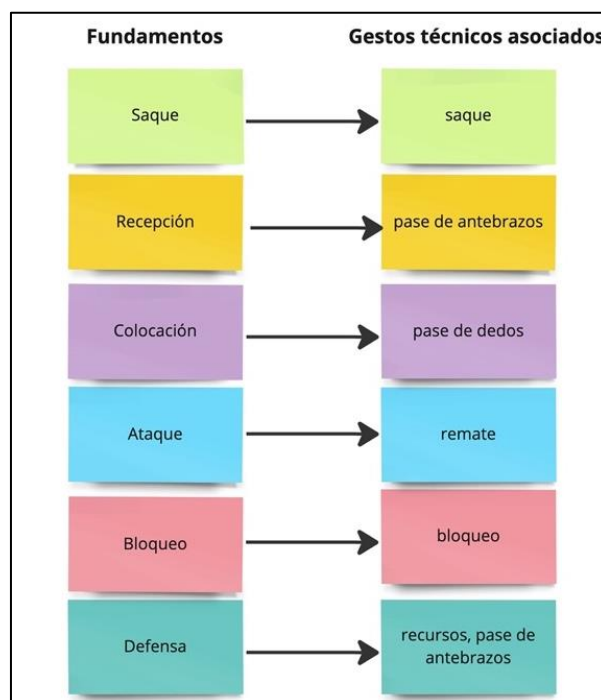 Fundamentos
Gestos técnicos asociados
Saque
saque
Recepción
pase de antebrazos
Colocación
pase de dedos
Ataque
remate
Bloqueo
bloqueo
Defensa
recursos, pase de
antebrazos